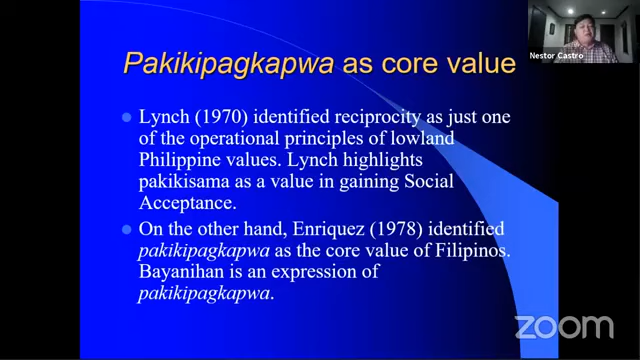 Pakikipagkapwa as core value
Nestor Castro
Lynch (1970) identified reciprocity as just one
of the operational principles of lowland
Philippine values. Lynch highlights
pakikisama as a value in gaining Social
Acceptance.
On the other hand, Enriquez (1978) identified
pakikipagkapwa as the core value of Filipinos.
Bayanihan is an expression of
pakikipagkapwa.
zoom